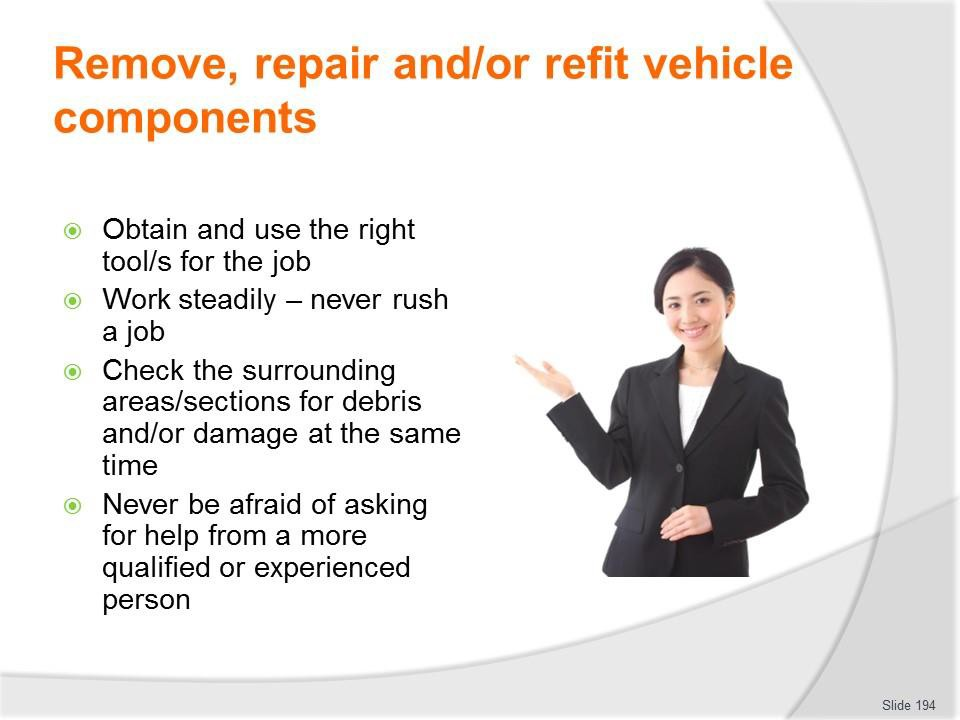 Remove, repair and/or refit vehicle
components
Obtain and use the right
tool/s for the job
Work steadily – never rush
a job
Check the surrounding
areas/sections for debris
and/or damage at the same
time
Never be afraid of asking
for help from a more
qualified or experienced
person
Slide 194